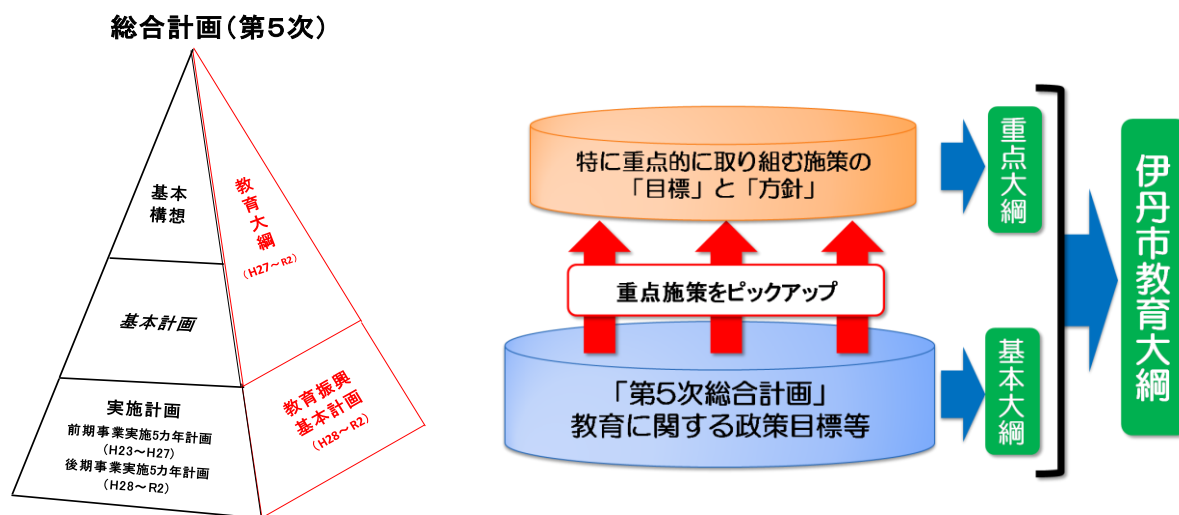 総合計画（第５次）
基本
構想
教育大綱
（H27～R2）
基本計画
実施計画
前期事業実施5カ年計画
（H23～H27）
後期事業実施5カ年計画
（H28～R2）
教育振興
基本計画
（H28～R2）
特に重点的に取り組む施策の
「目標」と「方針」
重点施策をピックアップ
「第5次総合計画」
教育に関する政策目標等
重点大綱
基本大綱
伊丹市教育大綱